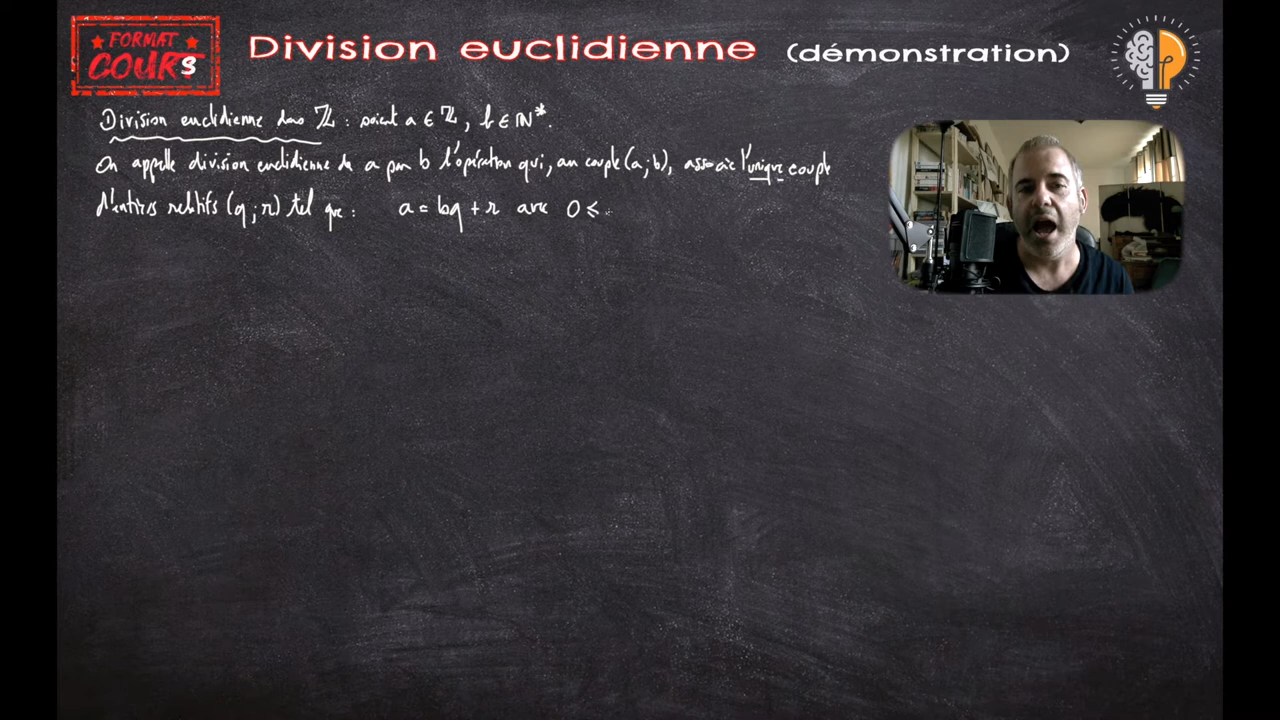 FORMAT
COURS
Division euclidienne (démonstration)
Division euclidienne dans ℤ : soient a ∈ ℤ, b ∈ ℕ*.
On appelle division euclidienne de a par b l'opération qui, au couple (a ; b), associe l'unique couple
d'entiers relatifs (q ; r) tel que : a = bq + r avec 0 ≤